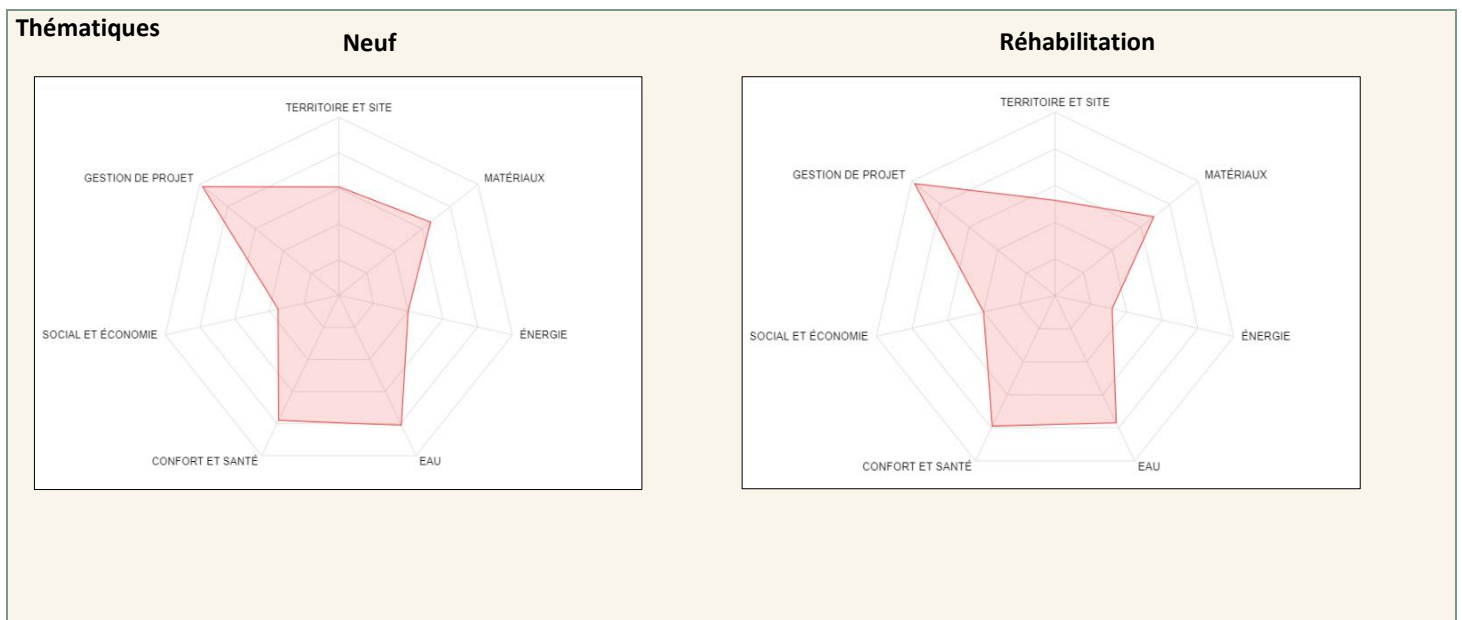 Thématiques
Neuf
Réhabilitation
TERRITOIRE ET SITE
GESTION DE PROJET
MATÉRIAUX
SOCIAL ET ÉCONOMIE
ÉNERGIE
CONFORT ET SANTÉ
EAU
TERRITOIRE ET SITE
GESTION DE PROJET
MATÉRIAUX
SOCIAL ET ÉCONOMIE
ÉNERGIE
CONFORT ET SANTÉ
EAU